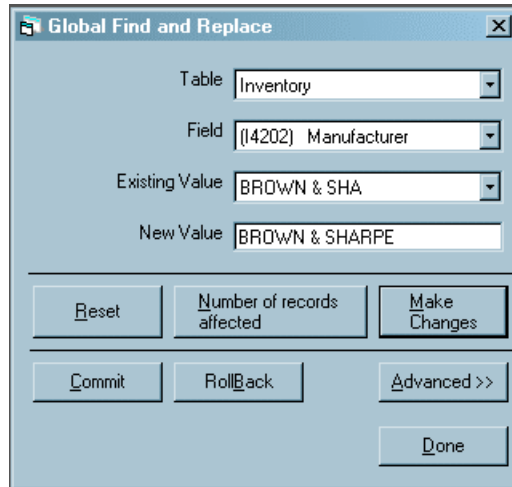 Global Find and Replace
Table Inventory
Field (I4202) Manufacturer
Existing Value BROWN & SHA
New Value BROWN & SHARPE
Reset
Number of records
affected
Make
Changes
Commit
RollBack
Advanced >>
Done